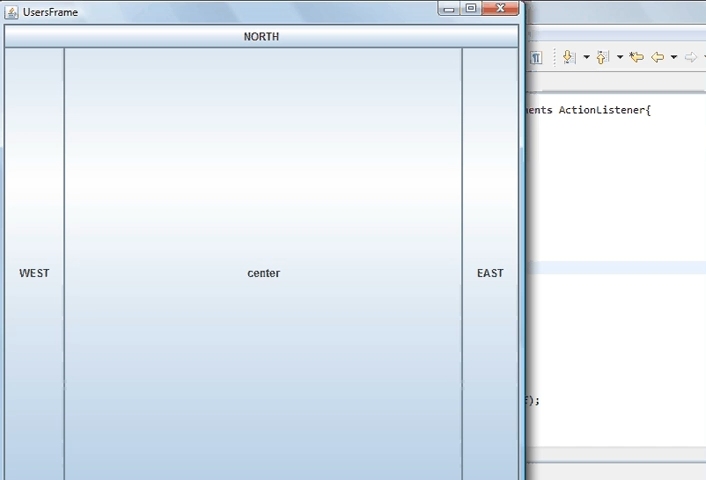 UsersFrame
NORTH
ents ActionListener{
WEST
center
EAST
);